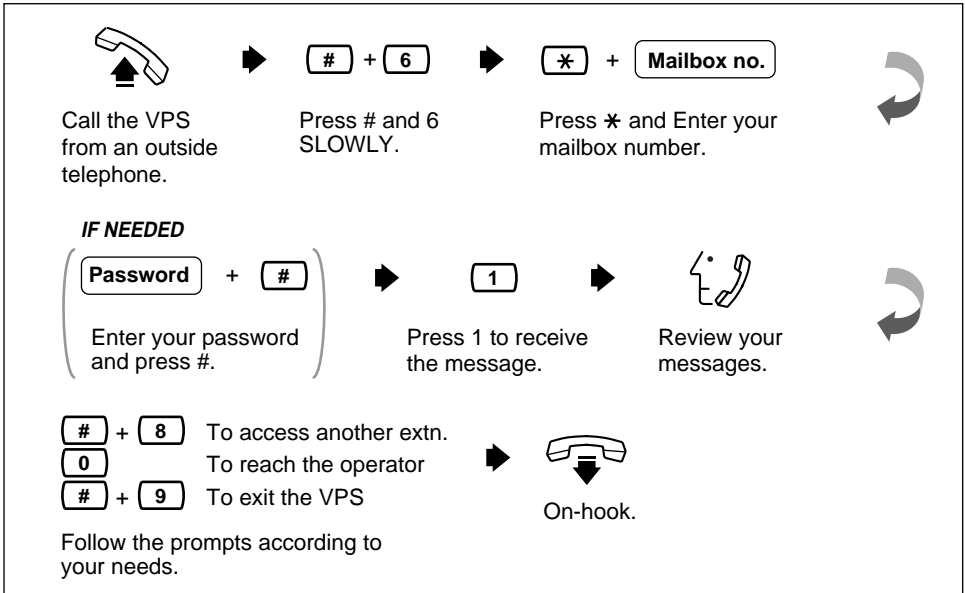 # + 6
✱ + Mailbox no.
Call the VPS
from an outside
telephone.
Press # and 6
SLOWLY.
Press ✱ and Enter your
mailbox number.
IF NEEDED
Password + #
1
Enter your password
and press #.
Press 1 to receive
the message.
Review your
messages.
# + 8 To access another extn.
0 To reach the operator
# + 9 To exit the VPS
On-hook.
Follow the prompts according to
your needs.